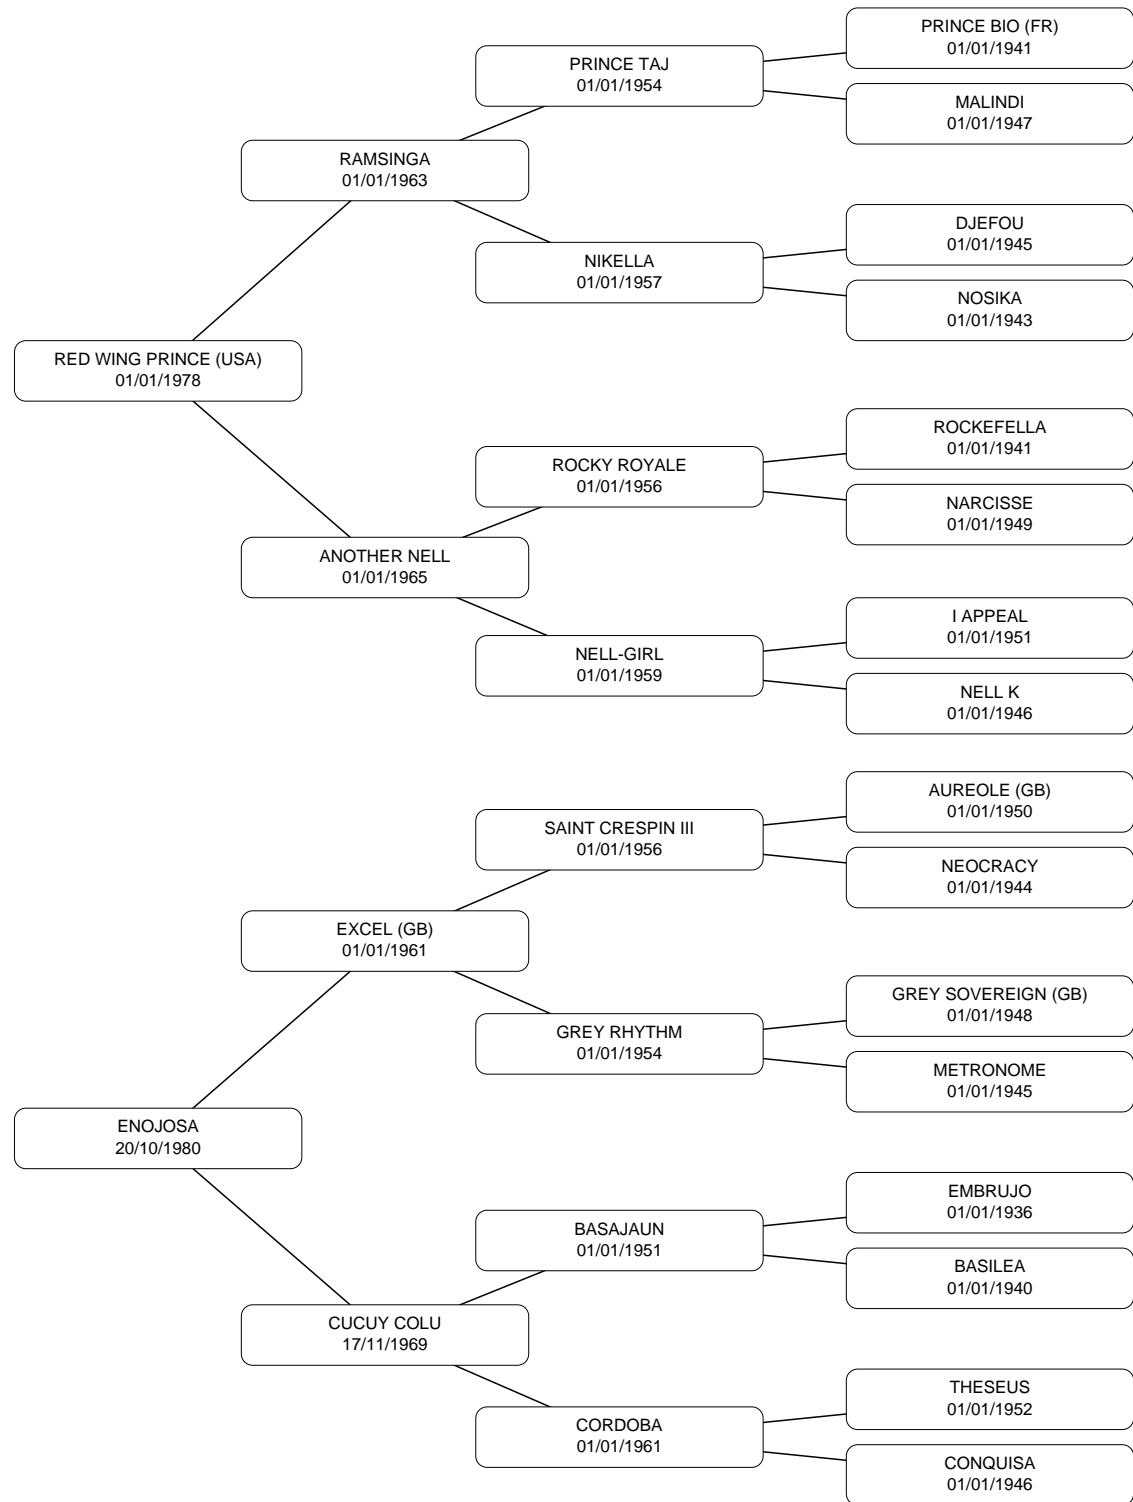 PRINCE BIO (FR)
01/01/1941
PRINCE TAJ
01/01/1954
MALINDI
01/01/1947
RAMSINGA
01/01/1963
DJEFOU
01/01/1945
NIKELLA
01/01/1957
NOSIKA
01/01/1943
RED WING PRINCE (USA)
01/01/1978
ROCKEFELLA
01/01/1941
ROCKY ROYALE
01/01/1956
NARCISSE
01/01/1949
ANOTHER NELL
01/01/1965
I APPEAL
01/01/1951
NELL-GIRL
01/01/1959
NELL K
01/01/1946
AUREOLE (GB)
01/01/1950
SAINT CRESPIN III
01/01/1956
NEOCRACY
01/01/1944
EXCEL (GB)
01/01/1961
GREY SOVEREIGN (GB)
01/01/1948
GREY RHYTHM
01/01/1954
METRONOME
01/01/1945
ENOJOSA
20/10/1980
EMBRUJO
01/01/1936
BASAJAUN
01/01/1951
BASILEA
01/01/1940
CUCUY COLU
17/11/1969
THESEUS
01/01/1952
CORDOBA
01/01/1961
CONQUISA
01/01/1946